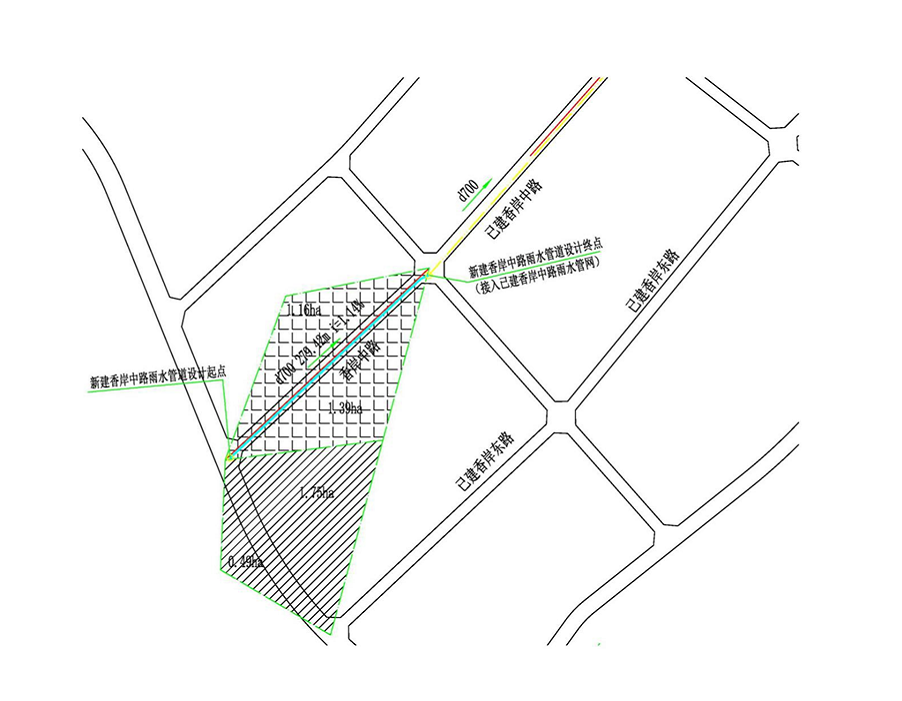 d700
已建香岸中路
新建香岸中路雨水管道设计终点
(接入已建香岸中路雨水管网)
已建香岸东路
1.16ha
d700 279.42m i=1.14%
香岸中路
新建香岸中路雨水管道设计起点
1.39ha
已建香岸东路
1.75ha
0.49ha